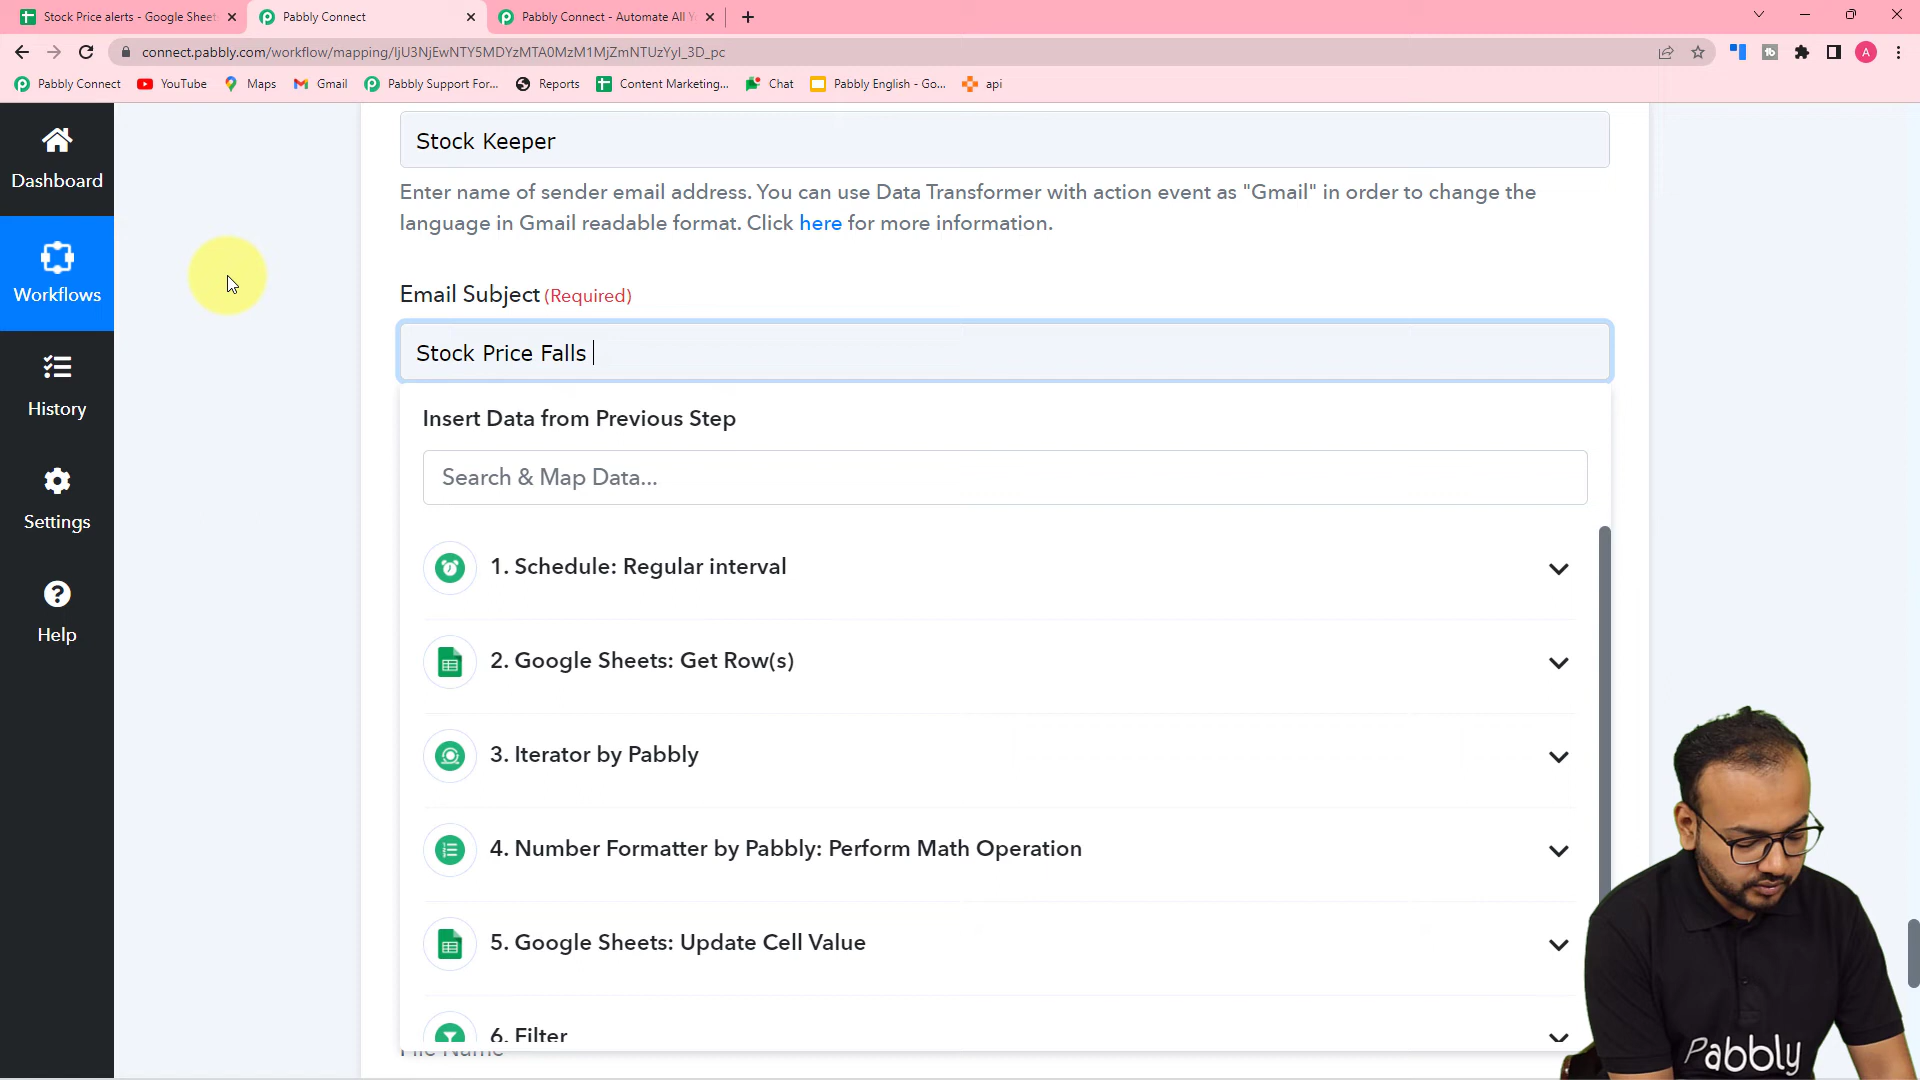 Stock Price alerts - Google Sheet
Pabbly Connect
Pabbly Connect - Automate All Y
connect.pabbly.com/workflow/mapping/IjU3NjEwNTY5MDYzMTA0MzM1MjZmNTUzYyI_3D_pc
A
Pabbly Connect
YouTube
Maps
Gmail
Pabbly Support For...
Reports
Content Marketing...
Chat
Pabbly English - Go...
api
Dashboard
Workflows
History
Settings
Help
Stock Keeper
Enter name of sender email address. You can use Data Transformer with action event as "Gmail" in order to change the
language in Gmail readable format. Click here for more information.
Email Subject (Required)
Stock Price Falls
Insert Data from Previous Step
Search & Map Data...
1. Schedule: Regular interval
2. Google Sheets: Get Row(s)
3. Iterator by Pabbly
4. Number Formatter by Pabbly: Perform Math Operation
5. Google Sheets: Update Cell Value
6. Filter
File Name
Pabbly